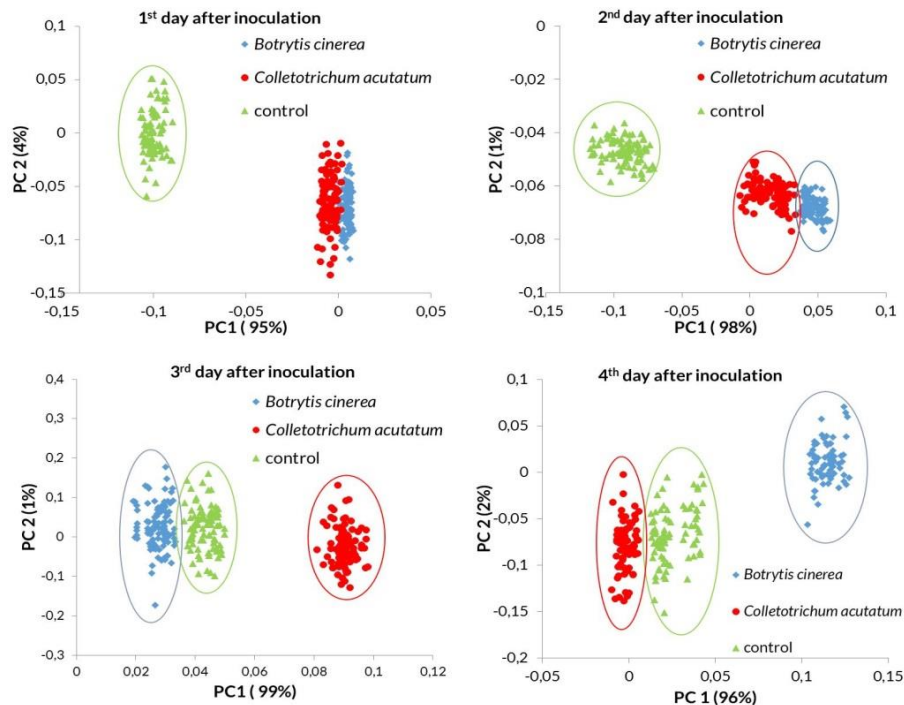 1st day after inoculation
Botrytis cinerea
Colletotrichum acutatum
control
0,1
0,05
0
-0,05
-0,1
-0,15
PC 2 (4%)
-0,15
-0,1
-0,05
0
0,05
PC1 ( 95%)
2nd day after inoculation
Botrytis cinerea
Colletotrichum acutatum
control
0
-0,02
-0,04
-0,06
-0,08
-0,1
PC 2 (1%)
-0,15
-0,1
-0,05
0
0,05
0,1
PC1 ( 98%)
3rd day after inoculation
Botrytis cinerea
Colletotrichum acutatum
control
0,4
0,3
0,2
0,1
0
-0,1
-0,2
-0,3
PC 2 (1%)
0
0,02
0,04
0,06
0,08
0,1
0,12
PC1 ( 99%)
4th day after inoculation
0,1
0,05
0
-0,05
-0,1
-0,15
-0,2
PC 2 (2%)
Botrytis cinerea
Colletotrichum acutatum
control
-0,05
0
0,05
0,1
0,15
PC 1 (96%)